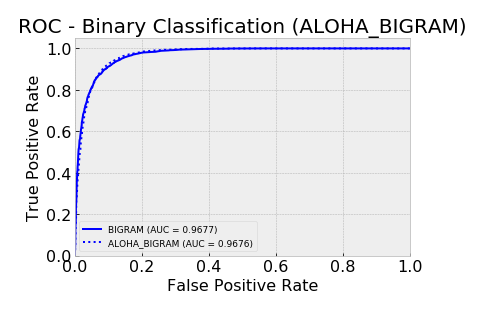 ROC - Binary Classification (ALOHA_BIGRAM)
1.0
0.8
0.6
0.4
0.2
0.0
True Positive Rate
BIGRAM (AUC = 0.9677)
ALOHA_BIGRAM (AUC = 0.9676)
0.0 0.2 0.4 0.6 0.8 1.0
False Positive Rate